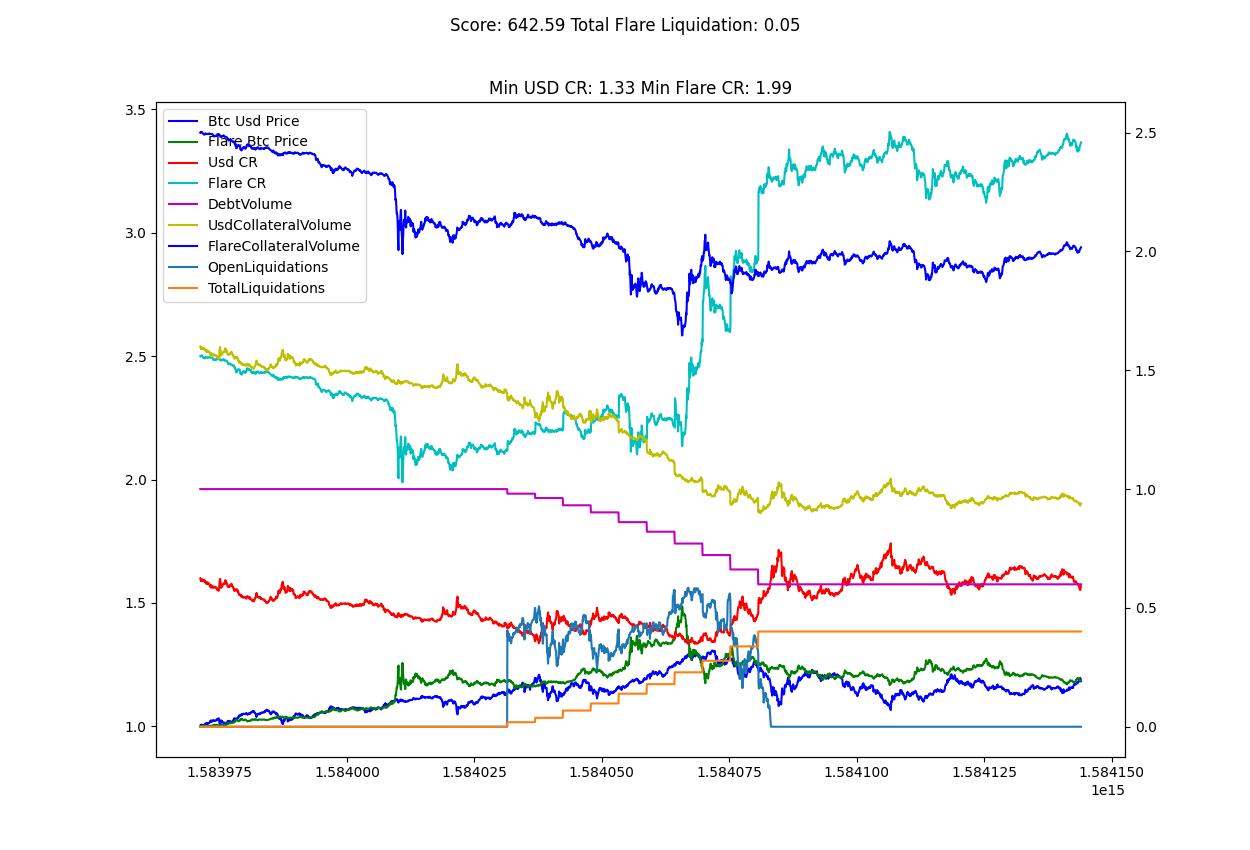 Score: 642.59 Total Flare Liquidation: 0.05
Min USD CR: 1.33 Min Flare CR: 1.99
3.5
3.0
2.5
2.0
1.5
1.0
Btc Usd Price
Flare Btc Price
Usd CR
Flare CR
DebtVolume
UsdCollateralVolume
FlareCollateralVolume
OpenLiquidations
TotalLiquidations
2.5
2.0
1.5
1.0
0.5
0.0
1.583975 1.584000 1.584025 1.584050 1.584075 1.584100 1.584125 1.584150
1e15